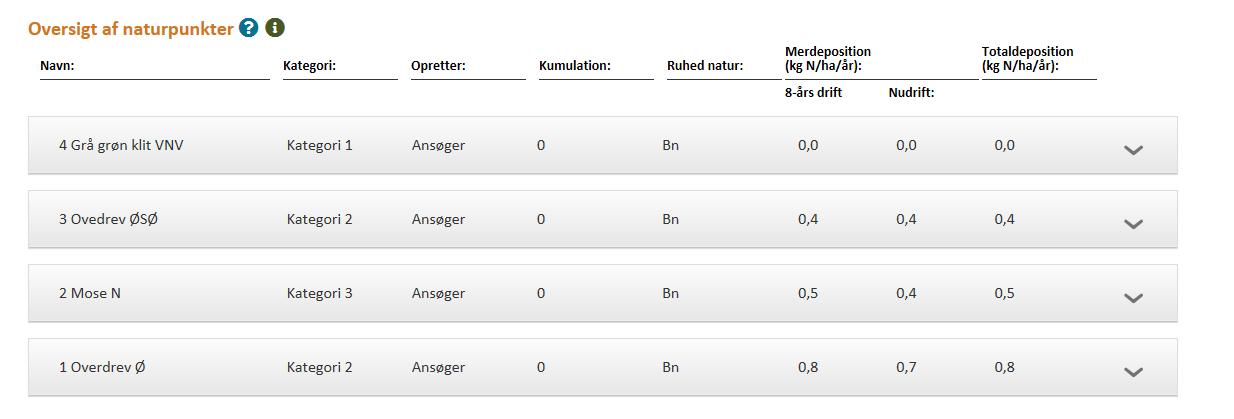 Oversigt af naturpunkter ? i
Navn: Kategori: Opretter: Kumulation: Ruhed natur: Merdeposition (kg N/ha/år): Totaldeposition (kg N/ha/år):
8-års drift Nudrift:
4 Grå grøn klit VNV Kategori 1 Ansøger 0 Bn 0,0 0,0 0,0
3 Ovedrev ØSØ Kategori 2 Ansøger 0 Bn 0,4 0,4 0,4
2 Mose N Kategori 3 Ansøger 0 Bn 0,5 0,4 0,5
1 Overdrev Ø Kategori 2 Ansøger 0 Bn 0,8 0,7 0,8